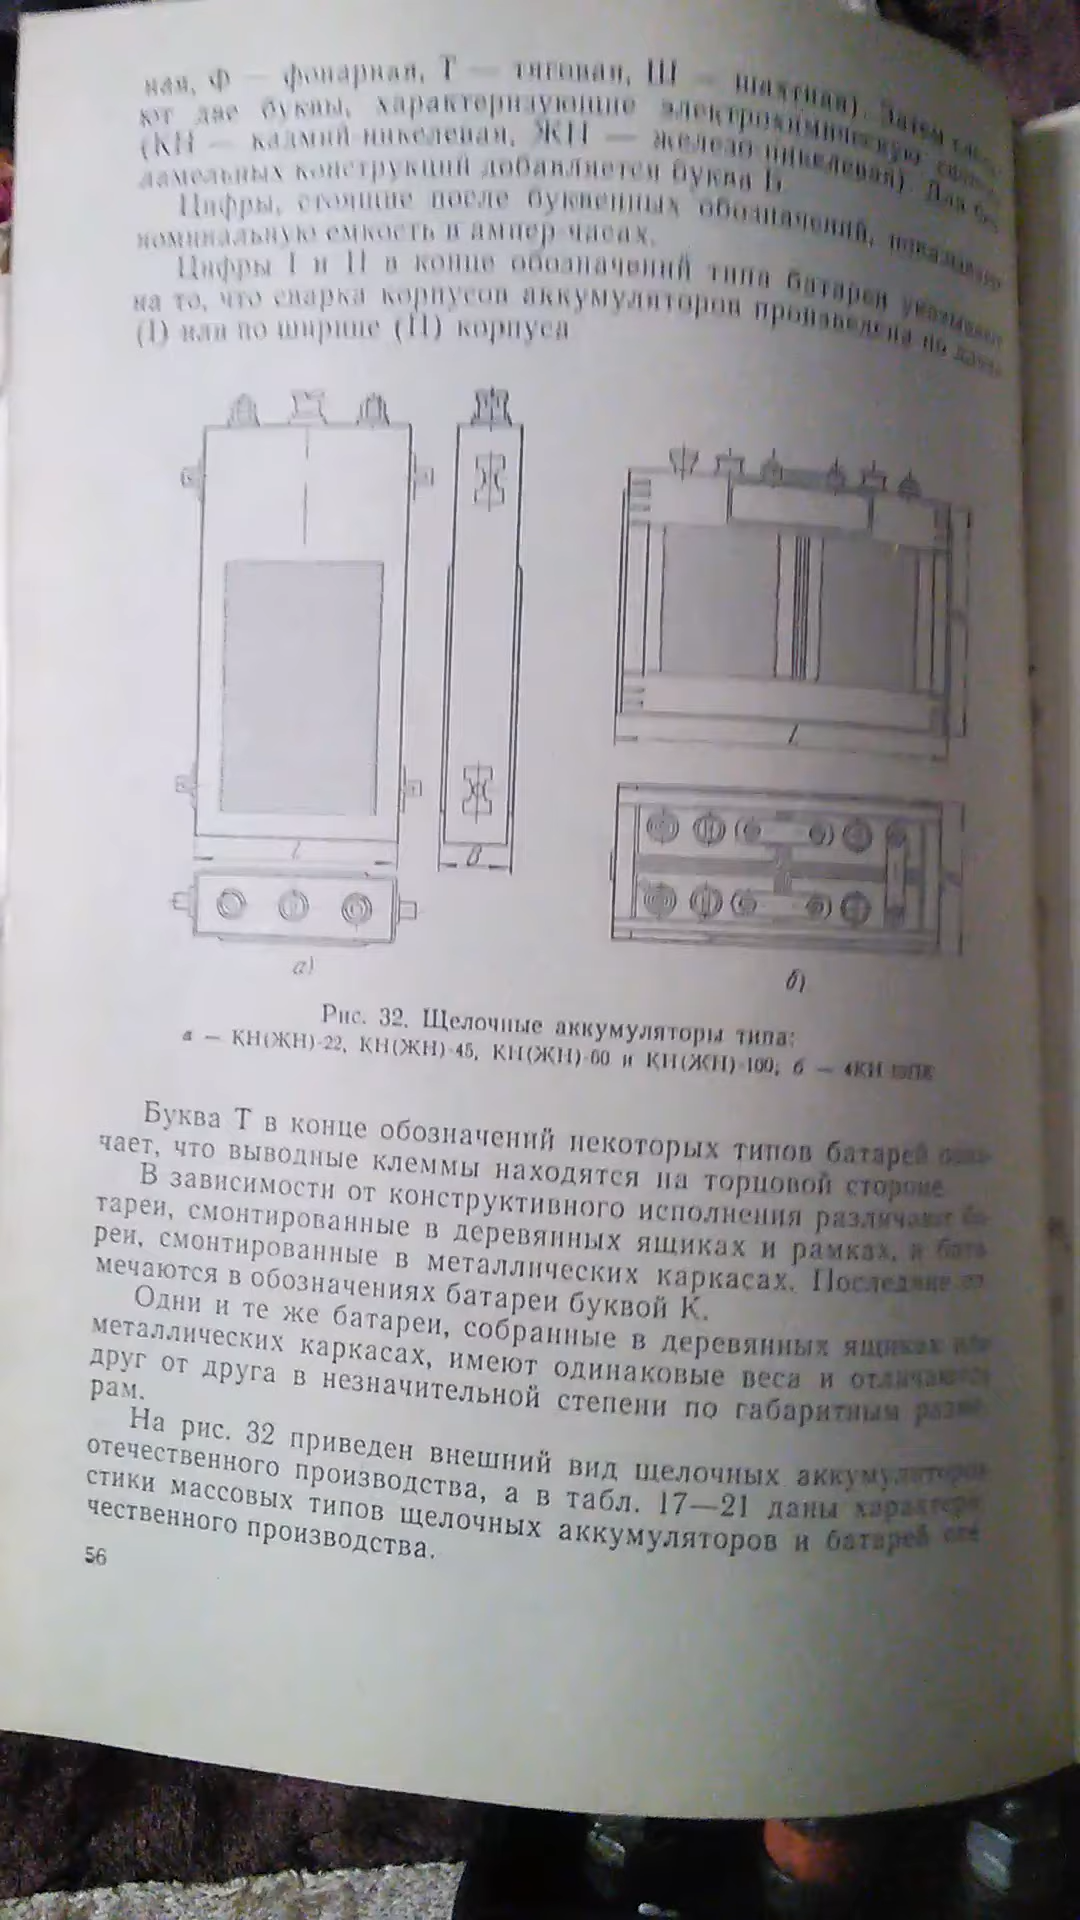 ная, Ф — фонарная, Т — тяговая, Ш — шахтная). Затем
ют две буквы, характеризующие электрохимическую
(КН — кадмий-никелевая, ЖН — железо-никелевая). Для
ламельных конструкций добавляется буква Б.
Цифры, стоящие после буквенных обозначений, показывают
номинальную емкость в ампер-часах.
Цифры I и II в конце обозначений типа батареи указывают
на то, что сварка корпусов аккумуляторов произведена по
(I) или по ширине (II) корпуса
L
В
L
а)
б)
Рис. 32. Щелочные аккумуляторы типа:
а — КН(ЖН)-22, КН(ЖН)-45, КН(ЖН)-60 и КН(ЖН)-100; б —
Буква Т в конце обозначений некоторых типов батарей
чает, что выводные клеммы находятся на торцовой стороне.
В зависимости от конструктивного исполнения различают
тареи, смонтированные в деревянных ящиках и рамках, и бата
реи, смонтированные в металлических каркасах. Последние
мечаются в обозначениях батареи буквой К.
Одни и те же батареи, собранные в деревянных ящиках
металлических каркасах, имеют одинаковые веса и отличаются
друг от друга в незначительной степени по габаритным
рам.
На рис. 32 приведен внешний вид щелочных аккумуляторов
отечественного производства, а в табл. 17—21 даны
стики массовых типов щелочных аккумуляторов и батарей
чественного производства.
56